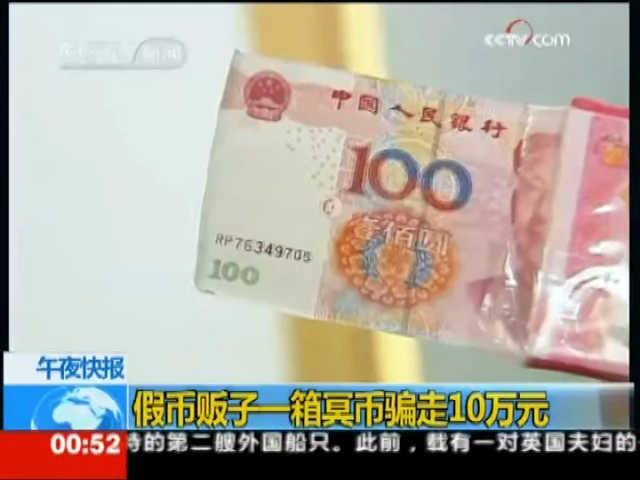 CCTV.com
中国人民银行
100
壹佰圆
RP76349705
100
午夜快报
假币贩子一箱冥币骗走10万元
00:52
特的第二艘外国船只。此前，载有一对英国夫妇的